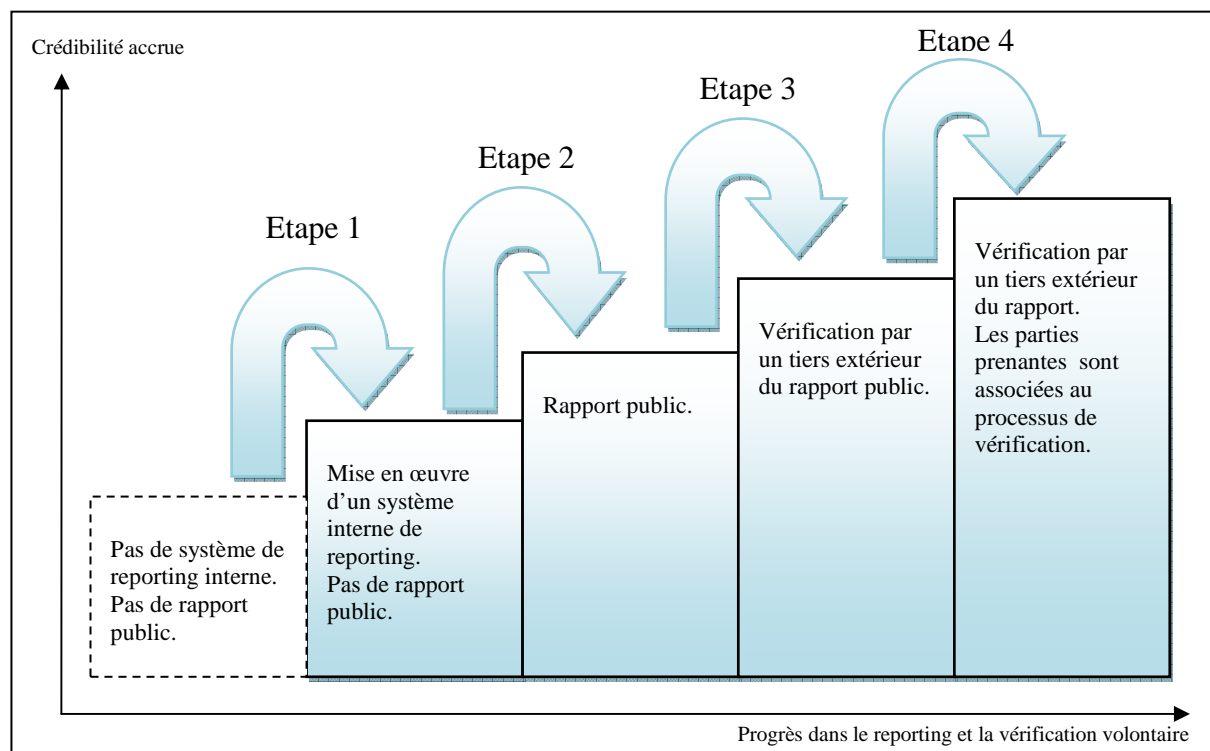 Crédibilité accrue
Etape 1
Etape 2
Etape 3
Etape 4
Pas de système de
reporting interne.
Pas de rapport
public.
Mise en œuvre
d’un système
interne de
reporting.
Pas de rapport
public.
Rapport public.
Vérification par
un tiers extérieur
du rapport public.
Vérification par
un tiers extérieur
du rapport.
Les parties
prenantes sont
associées au
processus de
vérification.
Progrès dans le reporting et la vérification volontaire